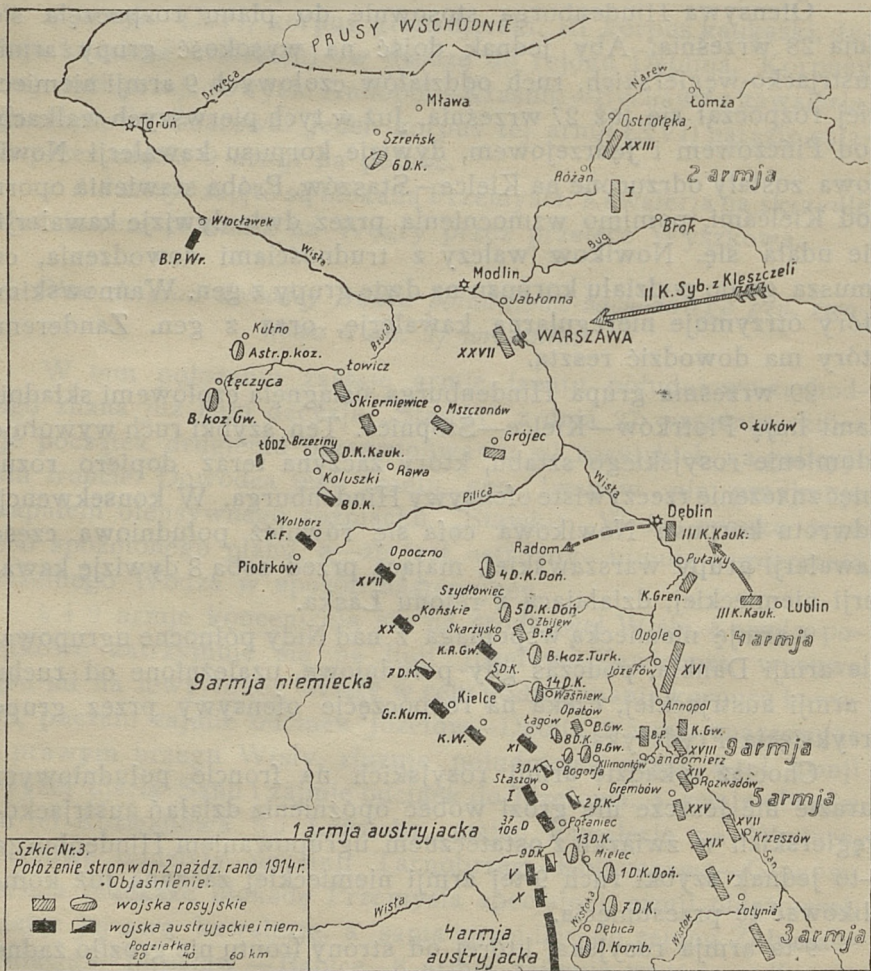 PRUSY WSCHODNIE
Drwęca
Toruń
Mława
Szreńsk
6 D.K.
Narew
Łomża
Ostrołęka
XXIII
2 armja
Różan
I
Włocławek
B.P.Wr.
Wisła
Bug
Brok
Modlin
II K. Syb. z Kleszczeli
Jabłonna
WARSZAWA
XXVII
Kutno
Astr.p.koz.
Bzura
Łęczyca
B.koz.Gw.
Łowicz
Skierniewice
Mszczonów
Grójec
Łuków
ŁÓDŹ
Brzeziny
D.K.Kauk.
Koluszki
Rawa
8 D.K.
Pilica
Wisła
Wolborz
K.F.
Piotrków
Dęblin
III K.Kauk.
Radom
Opoczno
XVII
4 D.K.Doń.
Puławy
K.Gren.
III K.Kauk.
Lublin
Szydłowiec
5 D.K.Doń
Końskie
XX
Zbijew
B.P.
Skarżysko
K.R.Gw.
4 armja
Opole
B.koz.Turk.
Józefów
XVI
9 armja niemiecka
7 D.K.
5 D.K.
14 D.K.
Waśniew
Kielce
Gr.Kum.
K.W.
Opatów
B.Gw.
Annopol
Łagów
XI
8 D.K.
B.Gw.
B.P.
K.Gw.
XVIII
9 armja
3 D.K.
Bogorja
Klimontów
Sandomierz
Staszów
I
XIV
Rozwadów
Grembów
5 armja
2 D.K.
XXV
37
106 D
Połaniec
XVII
Krzeszów
1 armja austryjacka
13 D.K.
9 D.K.
Mielec
XIX
San
V
1 D.K.Doń.
V
X
Wisła
Wisłoka
7 D.K.
Żołynia
Dębica
Wisłok
D.Komb.
3 armja
4 armja
austryjacka
Szkic Nr.3.
Położenie stron w dn. 2 paźdz. rano 1914 r.
Objaśnienie:
wojska rosyjskie
wojska austryjackie i niem.
Podziałka:
0 20 40 60 km